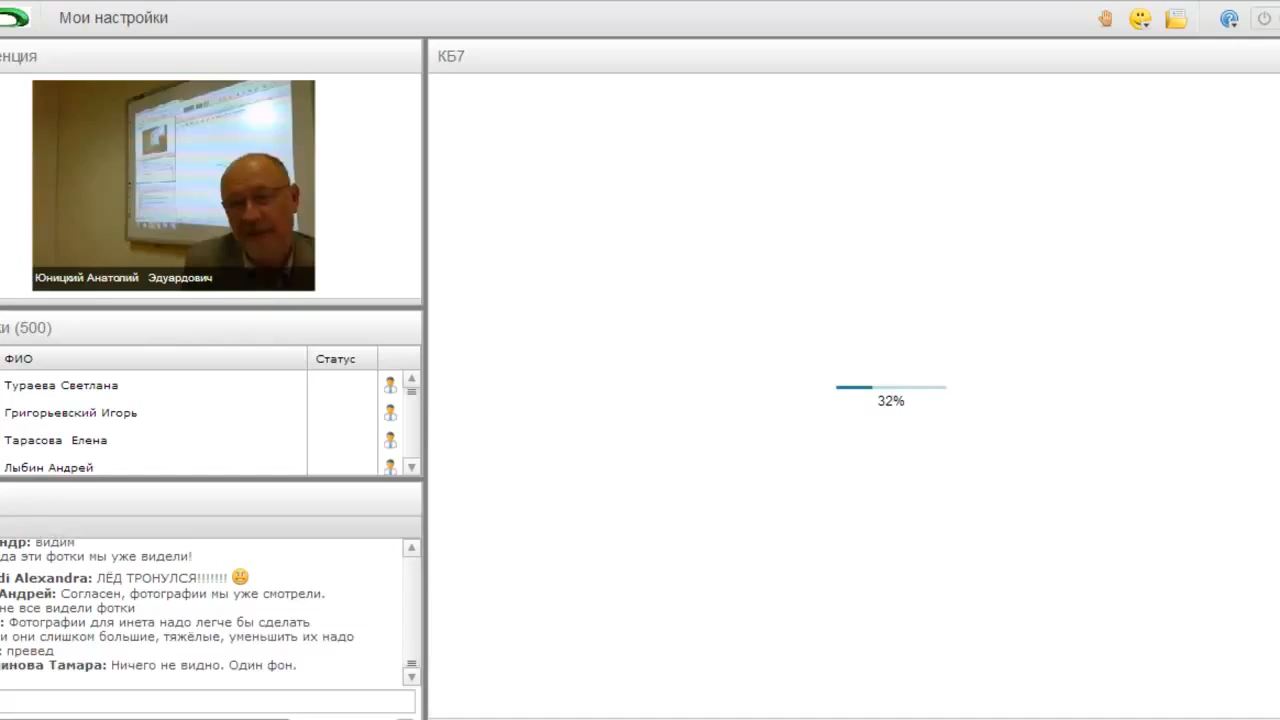 Мои настройки
енция
КБ7
Юницкий Анатолий Эдуардович
ки (500)
ФИО Статус
Тураева Светлана
Григорьевский Игорь
Тарасова Елена
Лыбин Андрей
32%
ндр: видим
да эти фотки мы уже видели!
di Alexandra: ЛЁД ТРОНУЛСЯ!!!!!!!
Андрей: Согласен, фотографии мы уже смотрели.
не все видели фотки
: Фотографии для инета надо легче бы сделать
и они слишком большие, тяжёлые, уменьшить их надо
: превед
инова Тамара: Ничего не видно. Один фон.